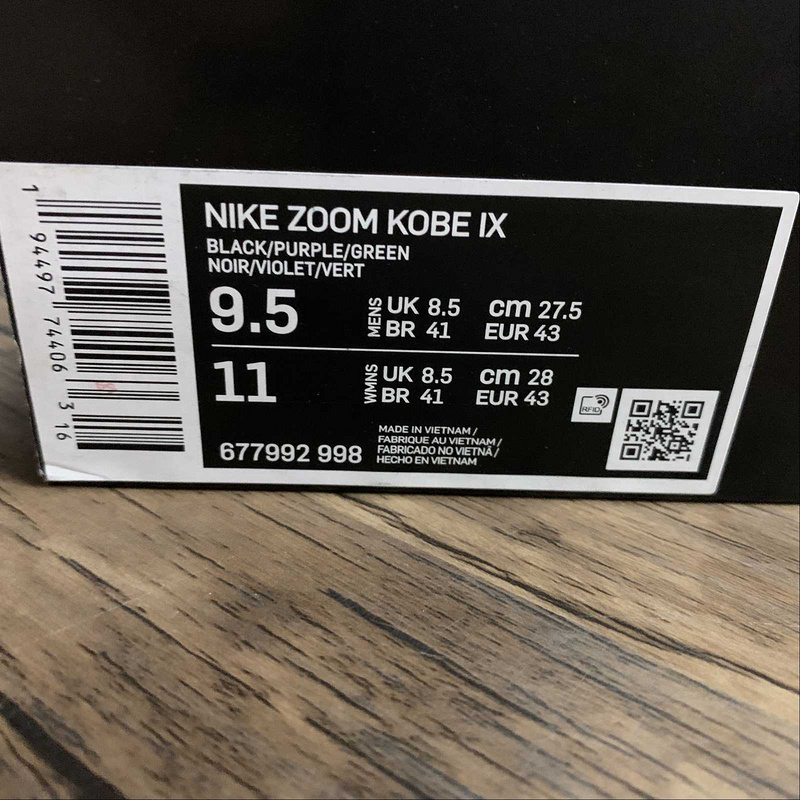 1 94497 74406 3 16
NIKE ZOOM KOBE IX
BLACK/PURPLE/GREEN
NOIR/VIOLET/VERT
9.5 MENS UK 8.5 cm 27.5
BR 41 EUR 43
11 WMNS UK 8.5 cm 28
BR 41 EUR 43
RFID
677992 998
MADE IN VIETNAM /
FABRIQUE AU VIETNAM /
FABRICADO NO VIETNÃ /
HECHO EN VIETNAM